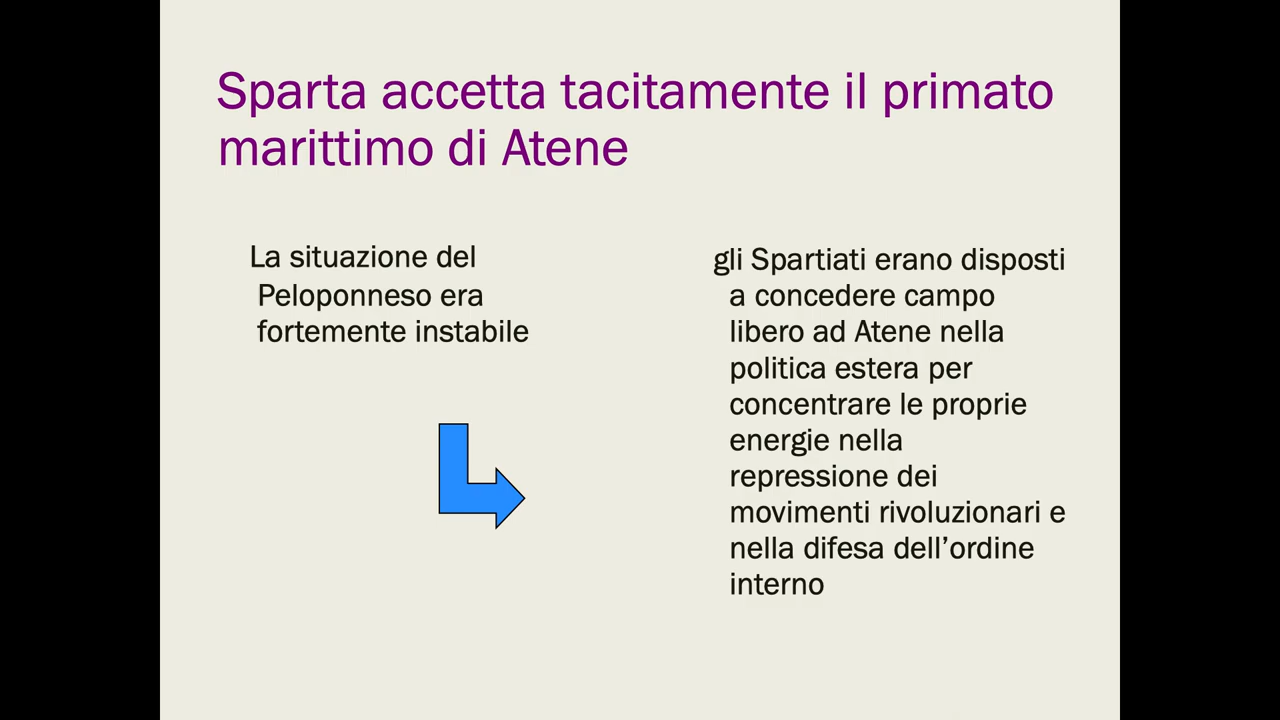 Sparta accetta tacitamente il primato
marittimo di Atene
La situazione del
Peloponneso era
fortemente instabile
gli Spartiati erano disposti
a concedere campo
libero ad Atene nella
politica estera per
concentrare le proprie
energie nella
repressione dei
movimenti rivoluzionari e
nella difesa dell’ordine
interno